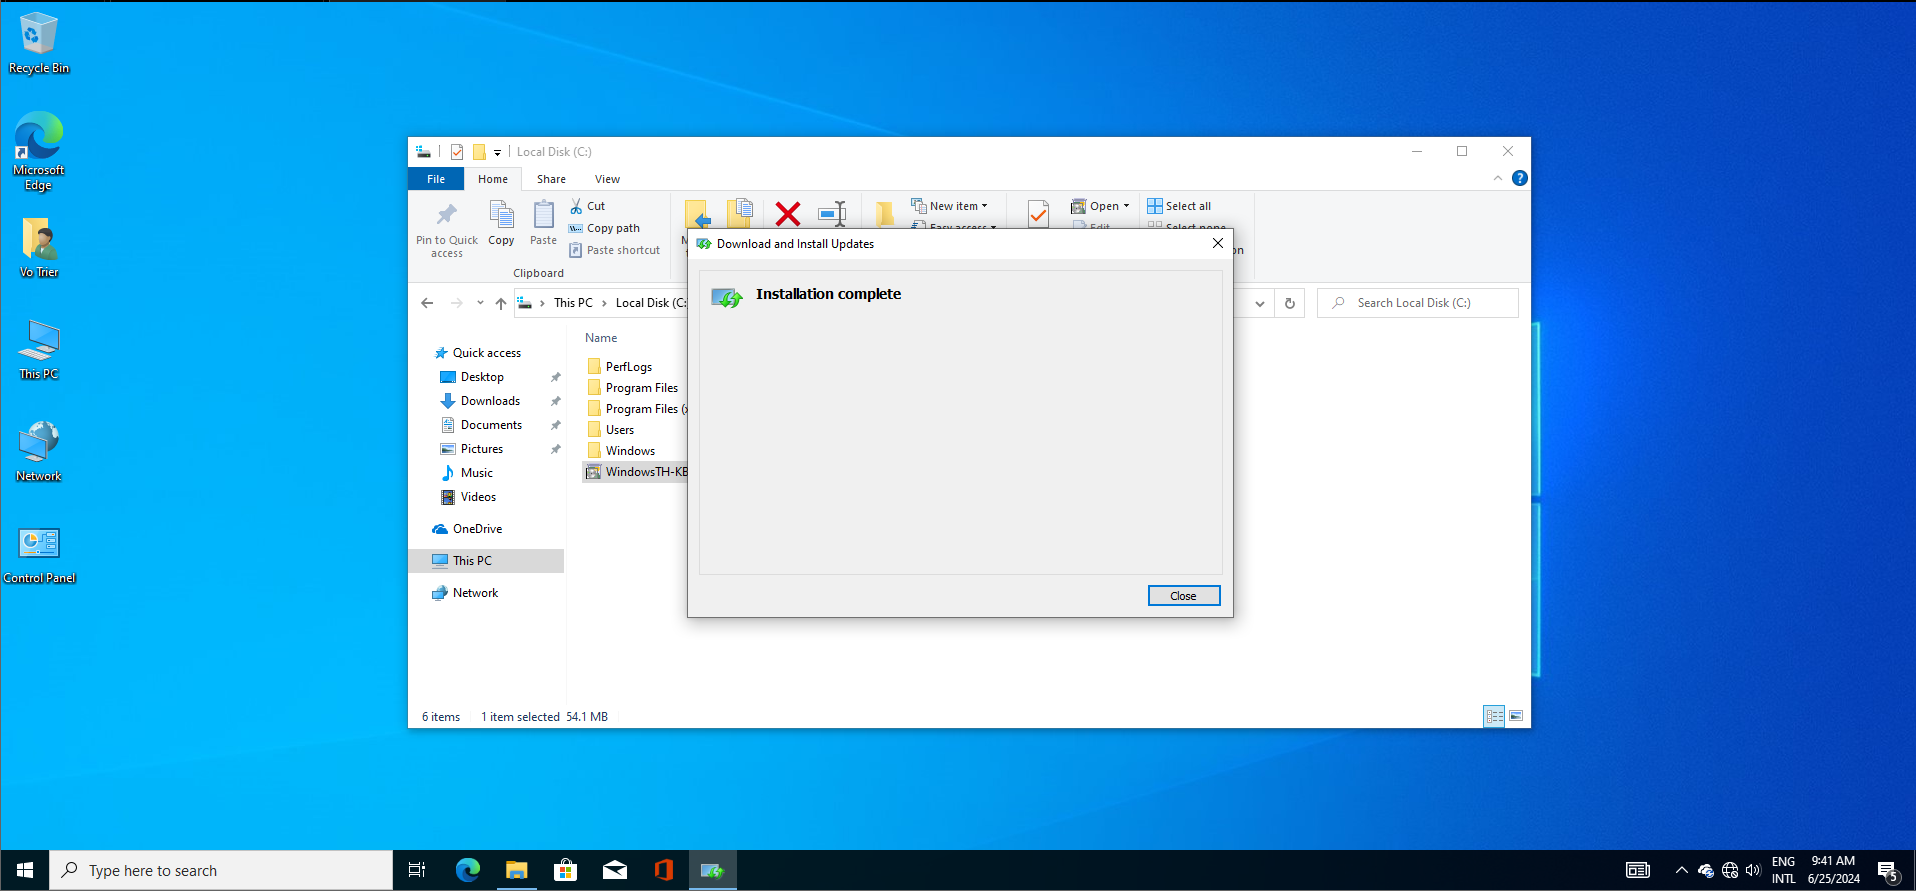 Recycle Bin
Microsoft
Edge
Vo Trier
This PC
Network
Control Panel
Local Disk (C:)
File
Home
Share
View
?
Pin to Quick
access
Copy
Paste
Cut
Copy path
Paste shortcut
Clipboard
New item
Easy access
Open
Edit
Select all
Select none
on
This PC
Local Disk (C:
Search Local Disk (C:)
Quick access
Desktop
Downloads
Documents
Pictures
Music
Videos
OneDrive
This PC
Network
Name
PerfLogs
Program Files
Program Files (x
Users
Windows
WindowsTH-KB
6 items
1 item selected 54.1 MB
Download and Install Updates
Installation complete
Close
Type here to search
ENG
INTL
9:41 AM
6/25/2024
5